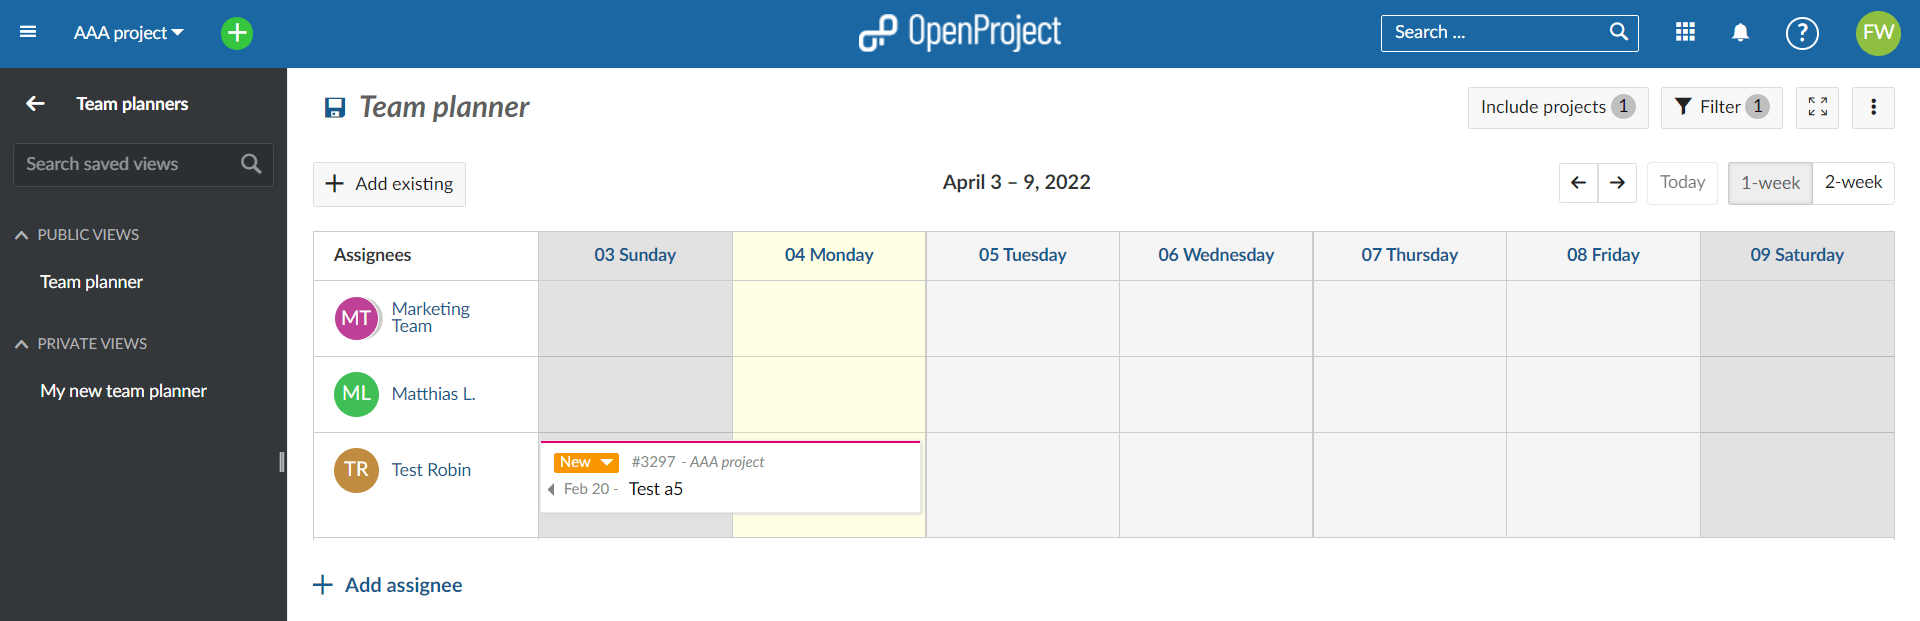 AAA project
OpenProject
Search ...
?
FW
Team planners
Search saved views
PUBLIC VIEWS
Team planner
PRIVATE VIEWS
My new team planner
Team planner
Include projects 1
Filter 1
Add existing
April 3 – 9, 2022
Today
1-week
2-week
Assignees
03 Sunday
04 Monday
05 Tuesday
06 Wednesday
07 Thursday
08 Friday
09 Saturday
MT
Marketing
Team
ML
Matthias L.
TR
Test Robin
New
#3297 - AAA project
Feb 20 - Test a5
Add assignee